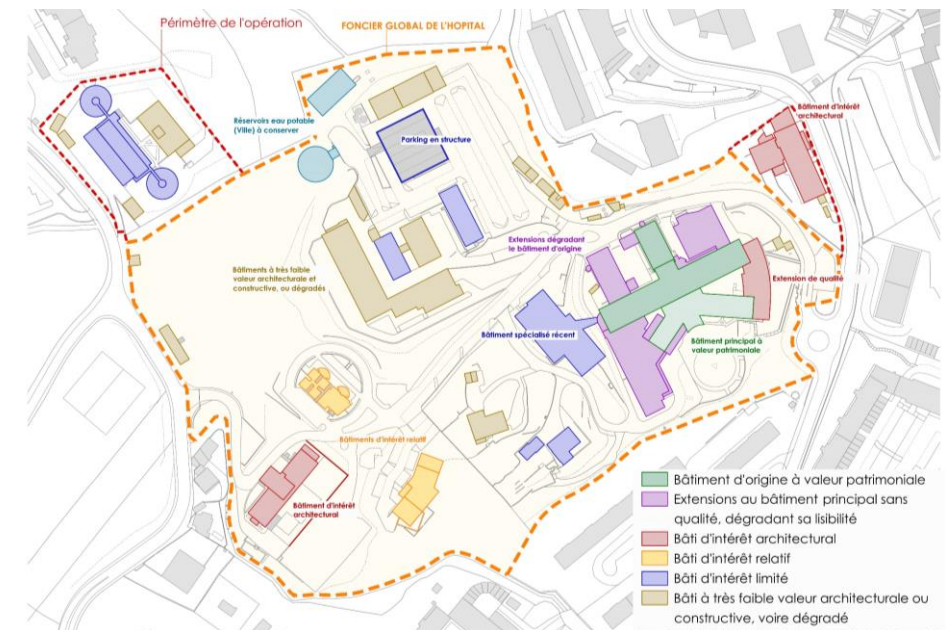 Périmètre de l'opération
FONCIER GLOBAL DE L'HOPITAL
Réservoirs eau potable
(Ville) à conserver
Parking en structure
Bâtiment d'intérêt
architectural
Extensions dégradant
le bâtiment d'origine
Bâtiments à très faible
valeur architecturale et
constructive, ou dégradés
Extension de qualité
Bâtiment spécialisé récent
Bâtiment principal à
valeur patrimoniale
Bâtiments d'intérêt relatif
Bâtiment d'intérêt
architectural
Bâtiment d'origine à valeur patrimoniale
Extensions au bâtiment principal sans
qualité, dégradant sa lisibilité
Bâti d'intérêt architectural
Bâti d'intérêt relatif
Bâti d'intérêt limité
Bâti à très faible valeur architecturale ou
constructive, voire dégradé